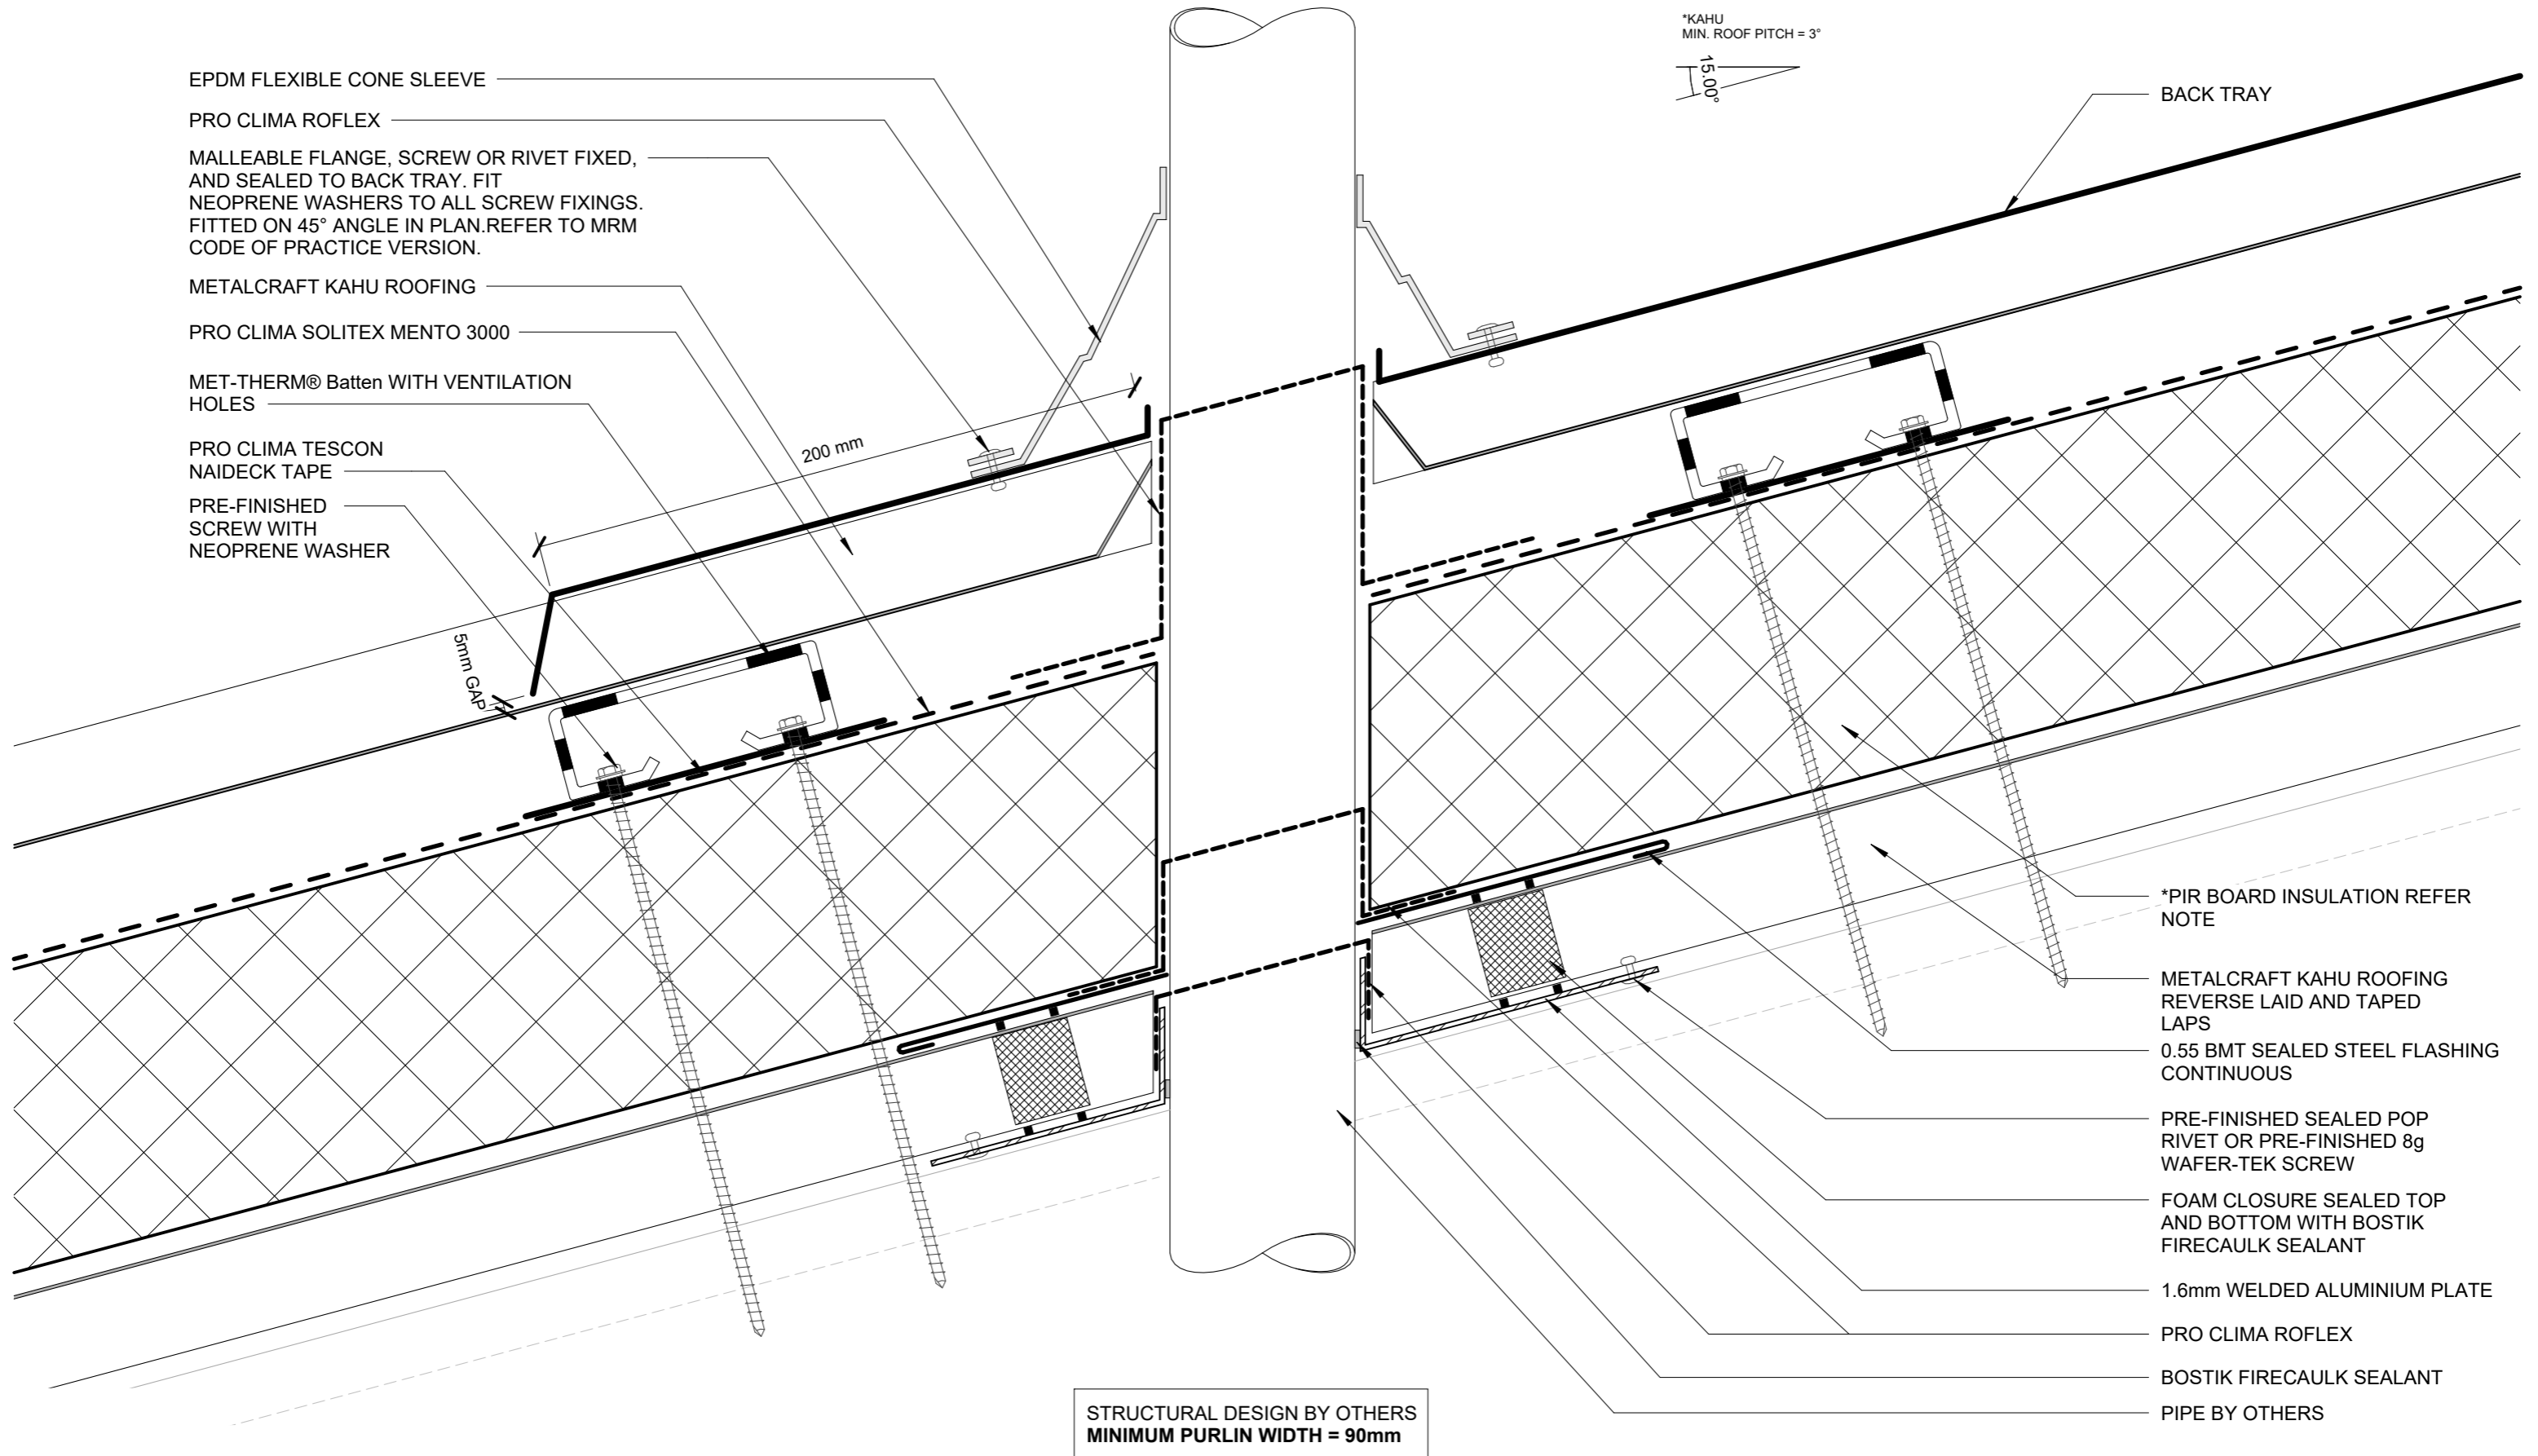 *KAHU
MIN. ROOF PITCH = 3°
15.00°
EPDM FLEXIBLE CONE SLEEVE
PRO CLIMA ROFLEX
MALLEABLE FLANGE, SCREW OR RIVET FIXED,
AND SEALED TO BACK TRAY. FIT
NEOPRENE WASHERS TO ALL SCREW FIXINGS.
FITTED ON 45° ANGLE IN PLAN.REFER TO MRM
CODE OF PRACTICE VERSION.
METALCRAFT KAHU ROOFING
PRO CLIMA SOLITEX MENTO 3000
MET-THERM® Batten WITH VENTILATION
HOLES
PRO CLIMA TESCON
NAIDECK TAPE
PRE-FINISHED
SCREW WITH
NEOPRENE WASHER
200 mm
5mm GAP
BACK TRAY
*PIR BOARD INSULATION REFER
NOTE
METALCRAFT KAHU ROOFING
REVERSE LAID AND TAPED
LAPS
0.55 BMT SEALED STEEL FLASHING
CONTINUOUS
PRE-FINISHED SEALED POP
RIVET OR PRE-FINISHED 8g
WAFER-TEK SCREW
FOAM CLOSURE SEALED TOP
AND BOTTOM WITH BOSTIK
FIRECAULK SEALANT
1.6mm WELDED ALUMINIUM PLATE
PRO CLIMA ROFLEX
BOSTIK FIRECAULK SEALANT
PIPE BY OTHERS
STRUCTURAL DESIGN BY OTHERS
MINIMUM PURLIN WIDTH = 90mm